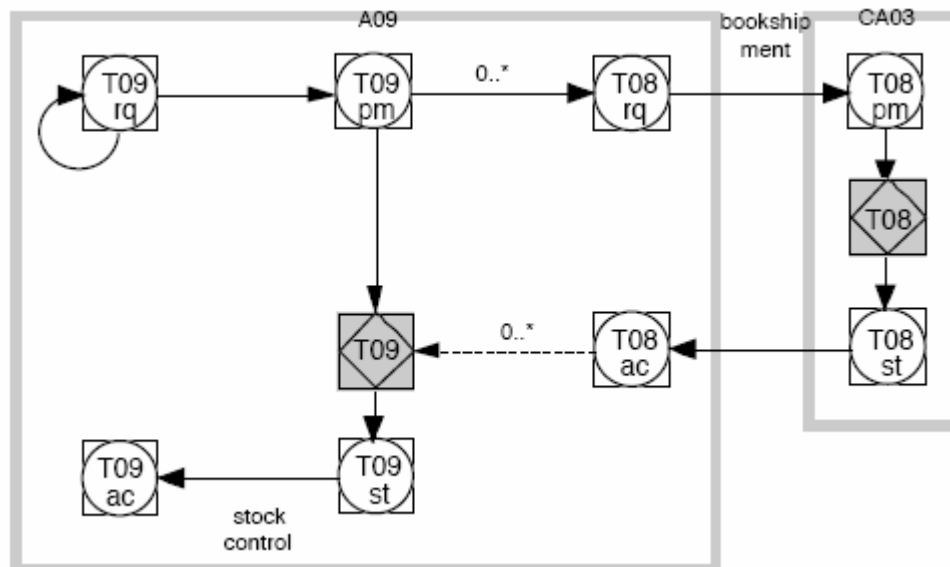 A09
bookship
ment
CA03
T09
rq
T09
pm
0..*
T08
rq
T08
pm
T08
T09
0..*
T08
ac
T08
st
T09
ac
T09
st
stock
control